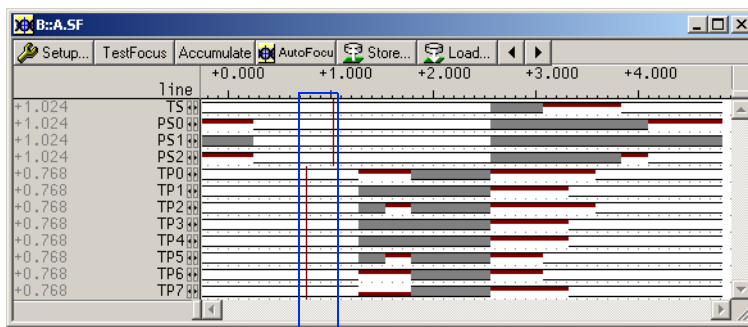 B::A.SF
Setup... TestFocus Accumulate AutoFocu Store... Load...
+0.000 +1.000 +2.000 +3.000 +4.000
line
+1.024 TS
+1.024 PS0
+1.024 PS1
+1.024 PS2
+0.768 TP0
+0.768 TP1
+0.768 TP2
+0.768 TP3
+0.768 TP4
+0.768 TP5
+0.768 TP6
+0.768 TP7